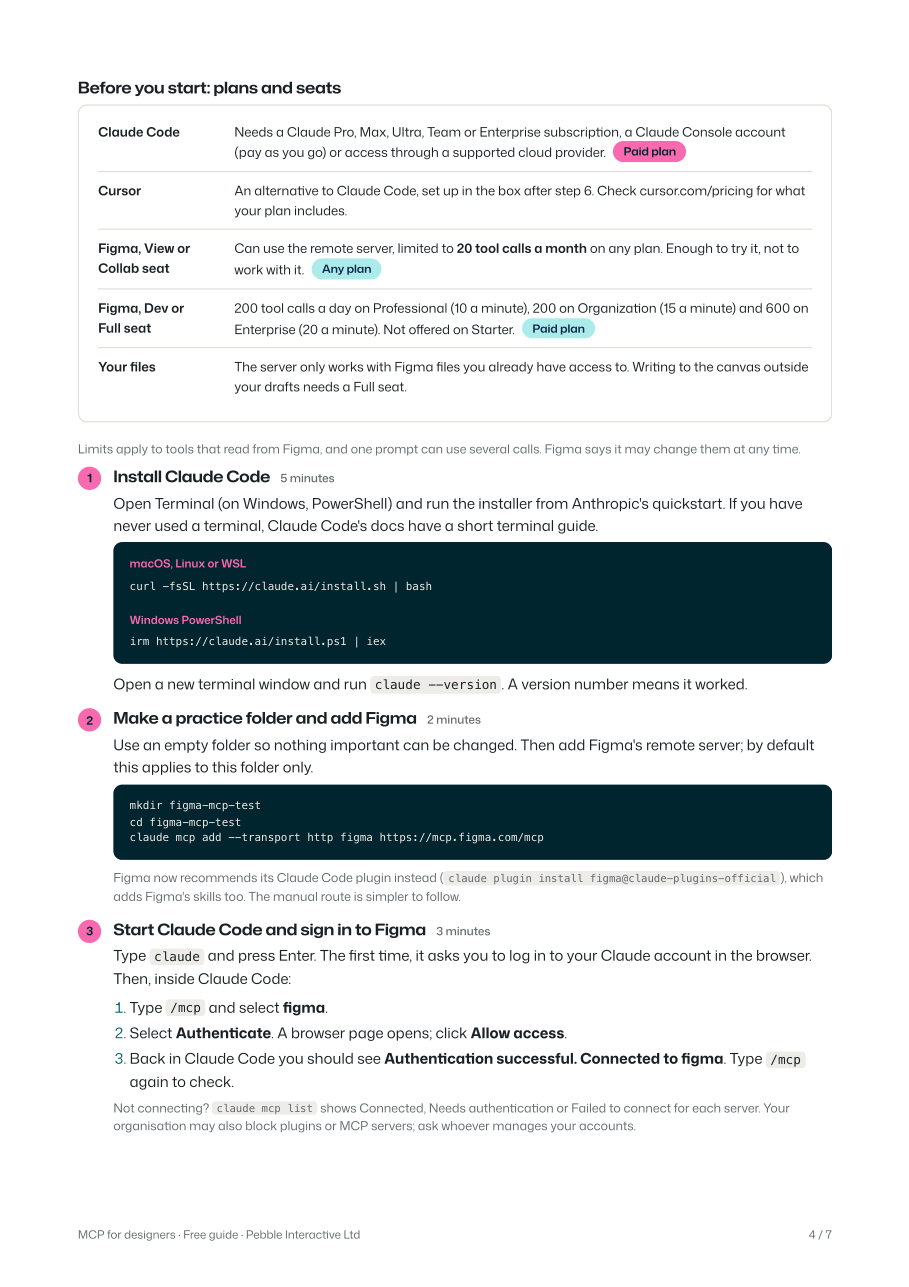 Before you start: plans and seats
Claude Code
Needs a Claude Pro, Max, Ultra, Team or Enterprise subscription, a Claude Console account
(pay as you go) or access through a supported cloud provider. Paid plan
Cursor
An alternative to Claude Code, set up in the box after step 6. Check cursor.com/pricing for what
your plan includes.
Figma, View or
Collab seat
Can use the remote server, limited to 20 tool calls a month on any plan. Enough to try it, not to
work with it. Any plan
Figma, Dev or
Full seat
200 tool calls a day on Professional (10 a minute), 200 on Organization (15 a minute) and 600 on
Enterprise (20 a minute). Not offered on Starter. Paid plan
Your files
The server only works with Figma files you already have access to. Writing to the canvas outside
your drafts needs a Full seat.
Limits apply to tools that read from Figma, and one prompt can use several calls. Figma says it may change them at any time.
1 Install Claude Code 5 minutes
Open Terminal (on Windows, PowerShell) and run the installer from Anthropic's quickstart. If you have
never used a terminal, Claude Code's docs have a short terminal guide.
macOS, Linux or WSL
curl -fsSL https://claude.ai/install.sh | bash
Windows PowerShell
irm https://claude.ai/install.ps1 | iex
Open a new terminal window and run claude --version. A version number means it worked.
2 Make a practice folder and add Figma 2 minutes
Use an empty folder so nothing important can be changed. Then add Figma's remote server; by default
this applies to this folder only.
mkdir figma-mcp-test
cd figma-mcp-test
claude mcp add --transport http figma https://mcp.figma.com/mcp
Figma now recommends its Claude Code plugin instead (claude plugin install figma@claude-plugins-official), which
adds Figma's skills too. The manual route is simpler to follow.
3 Start Claude Code and sign in to Figma 3 minutes
Type claude and press Enter. The first time, it asks you to log in to your Claude account in the browser.
Then, inside Claude Code:
1. Type /mcp and select figma.
2. Select Authenticate. A browser page opens; click Allow access.
3. Back in Claude Code you should see Authentication successful. Connected to figma. Type /mcp
again to check.
Not connecting? claude mcp list shows Connected, Needs authentication or Failed to connect for each server. Your
organisation may also block plugins or MCP servers; ask whoever manages your accounts.
MCP for designers · Free guide · Pebble Interactive Ltd
4 / 7